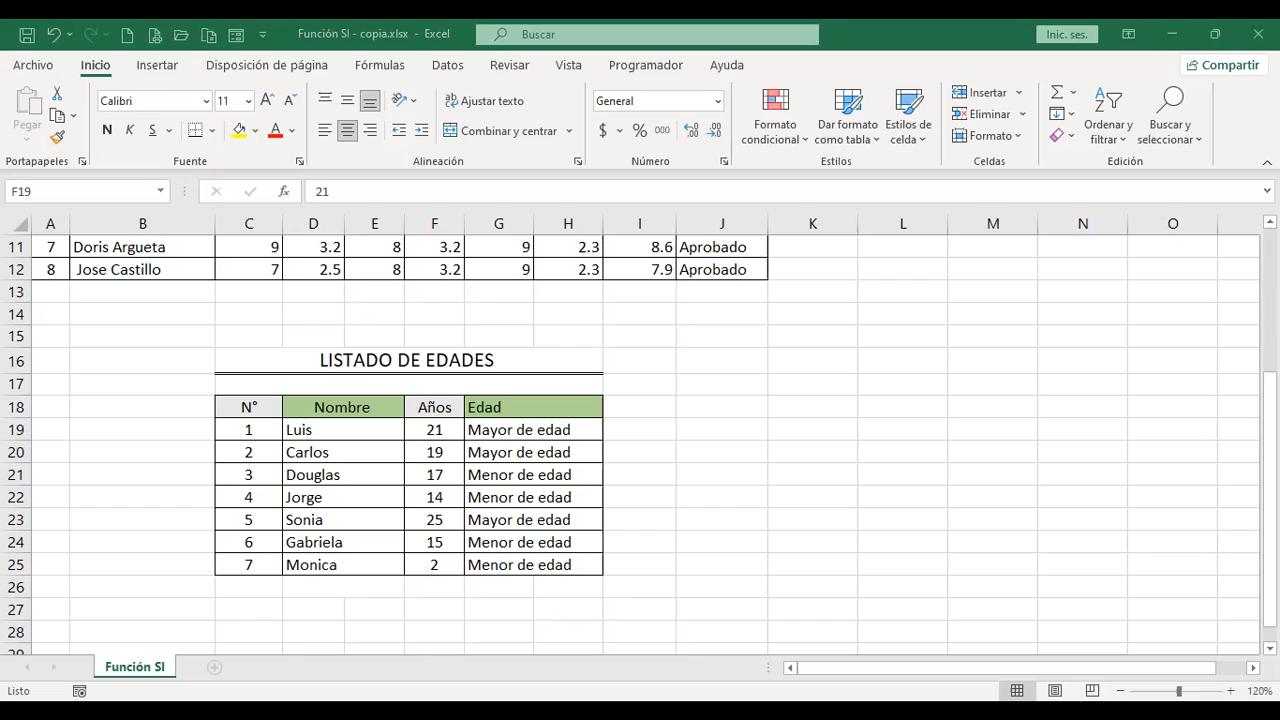 Función SI - copia.xlsx - Excel
Buscar
Inic. ses.
Archivo Inicio Insertar Disposición de página Fórmulas Datos Revisar Vista Programador Ayuda Compartir
Pegar
Calibri 11
N K S
Ajustar texto
Combinar y centrar
General
$ % 000
Formato condicional
Dar formato como tabla
Estilos de celda
Insertar
Eliminar
Formato
Ordenar y filtrar
Buscar y seleccionar
Portapapeles Fuente Alineación Número Estilos Celdas Edición
F19 fx 21
A B C D E F G H I J K L M N O
11 7 Doris Argueta 9 3.2 8 3.2 9 2.3 8.6 Aprobado
12 8 Jose Castillo 7 2.5 8 3.2 9 2.3 7.9 Aprobado
13
14
15
16 LISTADO DE EDADES
17
18 N° Nombre Años Edad
19 1 Luis 21 Mayor de edad
20 2 Carlos 19 Mayor de edad
21 3 Douglas 17 Menor de edad
22 4 Jorge 14 Menor de edad
23 5 Sonia 25 Mayor de edad
24 6 Gabriela 15 Menor de edad
25 7 Monica 2 Menor de edad
26
27
28
29
Función SI
Listo 120%